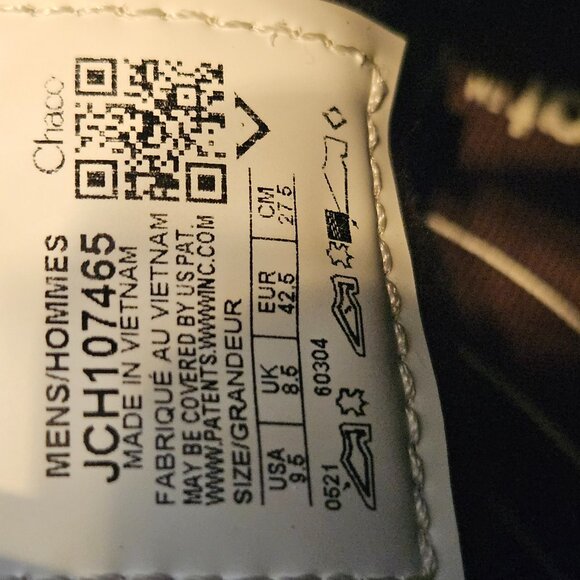 Chaco
MENS/HOMMES
JCH107465
MADE IN VIETNAM
FABRIQUÉ AU VIETNAM
MAY BE COVERED BY US PAT.
WWW.PATENTS.WWWINC.COM
SIZE/GRANDEUR
USA UK EUR CM
9.5 8.5 42.5 27.5
60304
0521